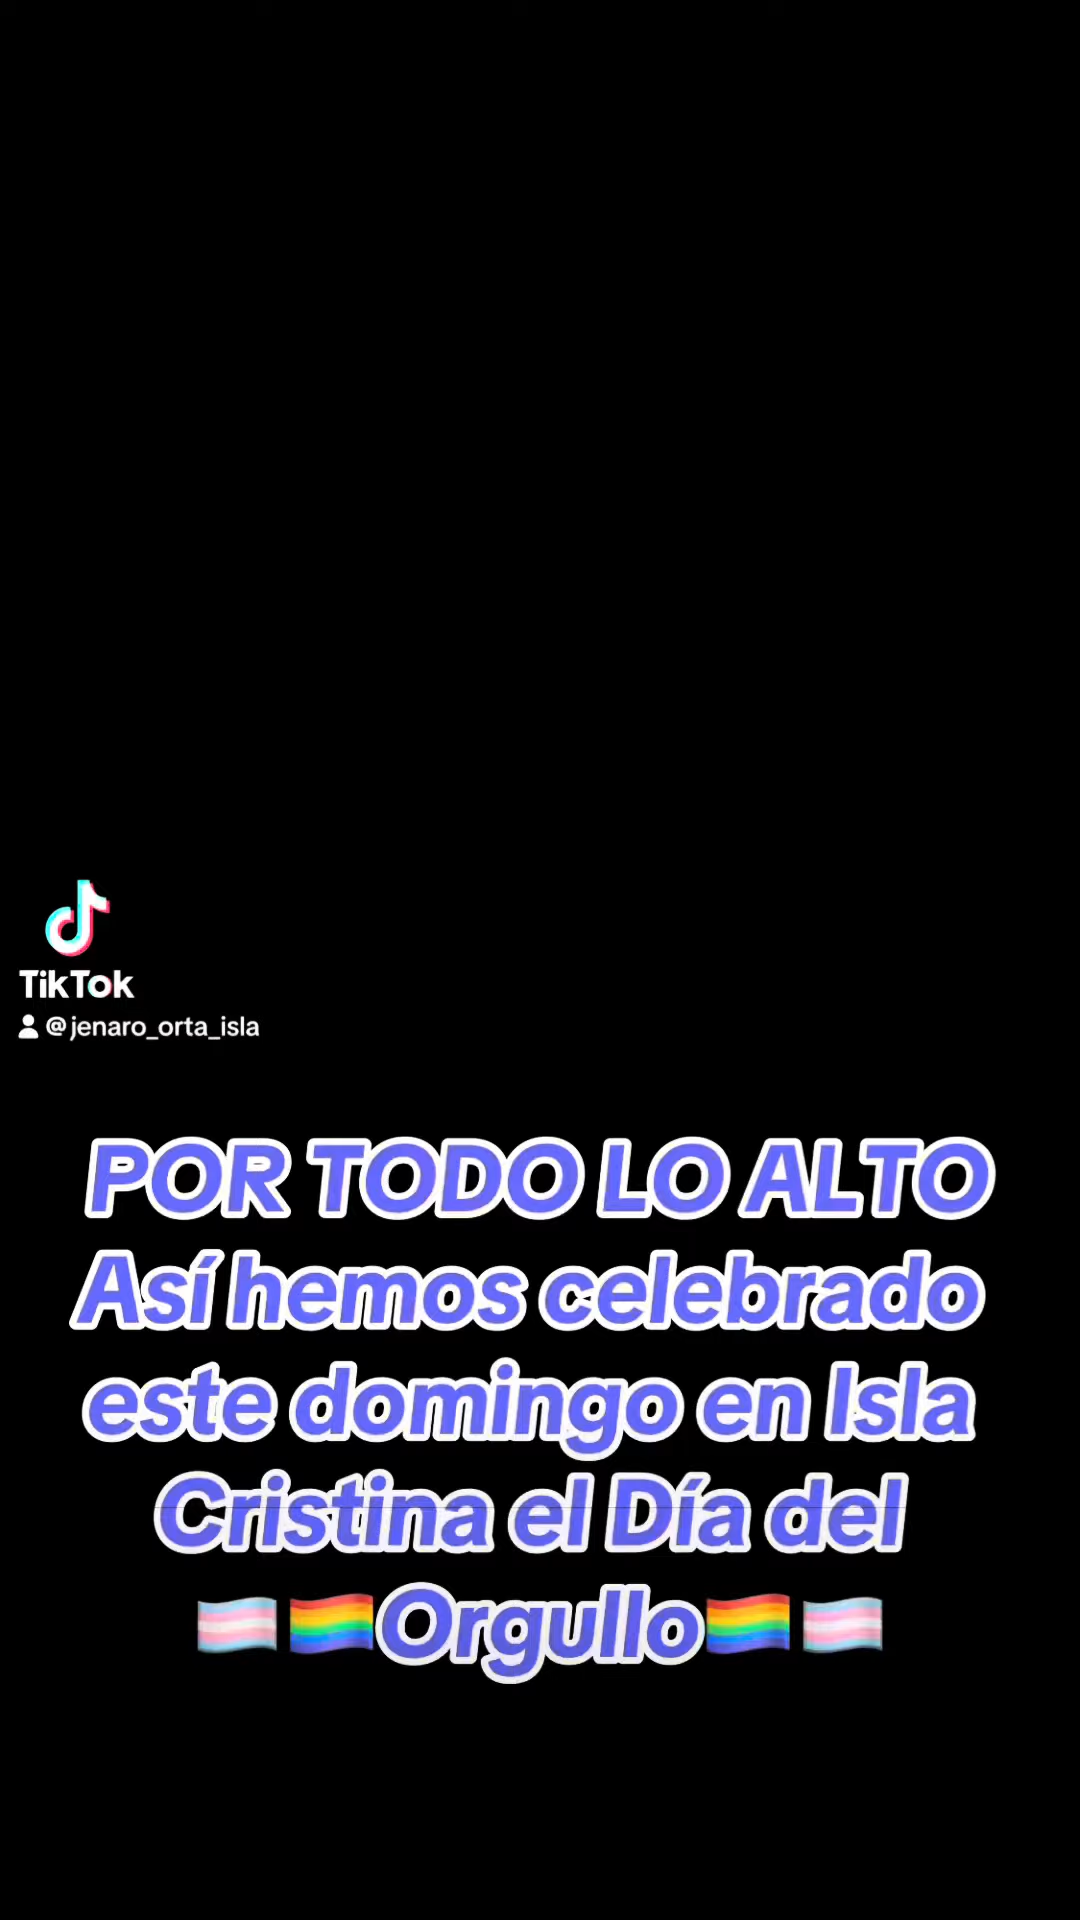 TikTok
@jenaro_orta_isla
POR TODO LO ALTO
Así hemos celebrado
este domingo en Isla
Cristina el Día del
🏳️‍⚧️🏳️‍🌈Orgullo🏳️‍🌈🏳️‍⚧️